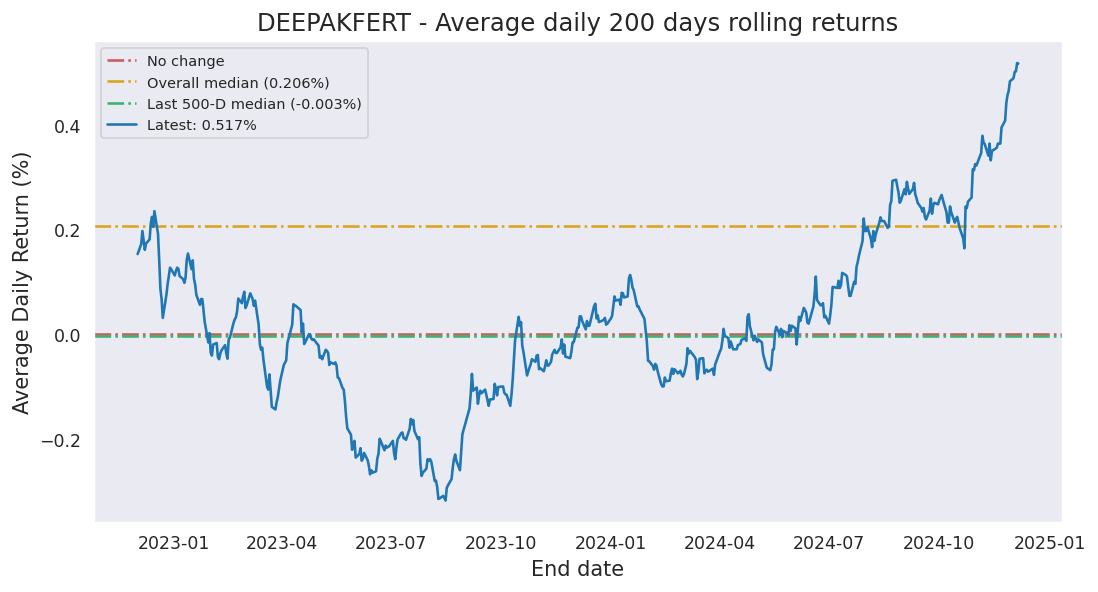 DEEPAKFERT - Average daily 200 days rolling returns
No change
Overall median (0.206%)
Last 500-D median (-0.003%)
Latest: 0.517%
Average Daily Return (%)
0.4
0.2
0.0
−0.2
2023-01 2023-04 2023-07 2023-10 2024-01 2024-04 2024-07 2024-10 2025-01
End date